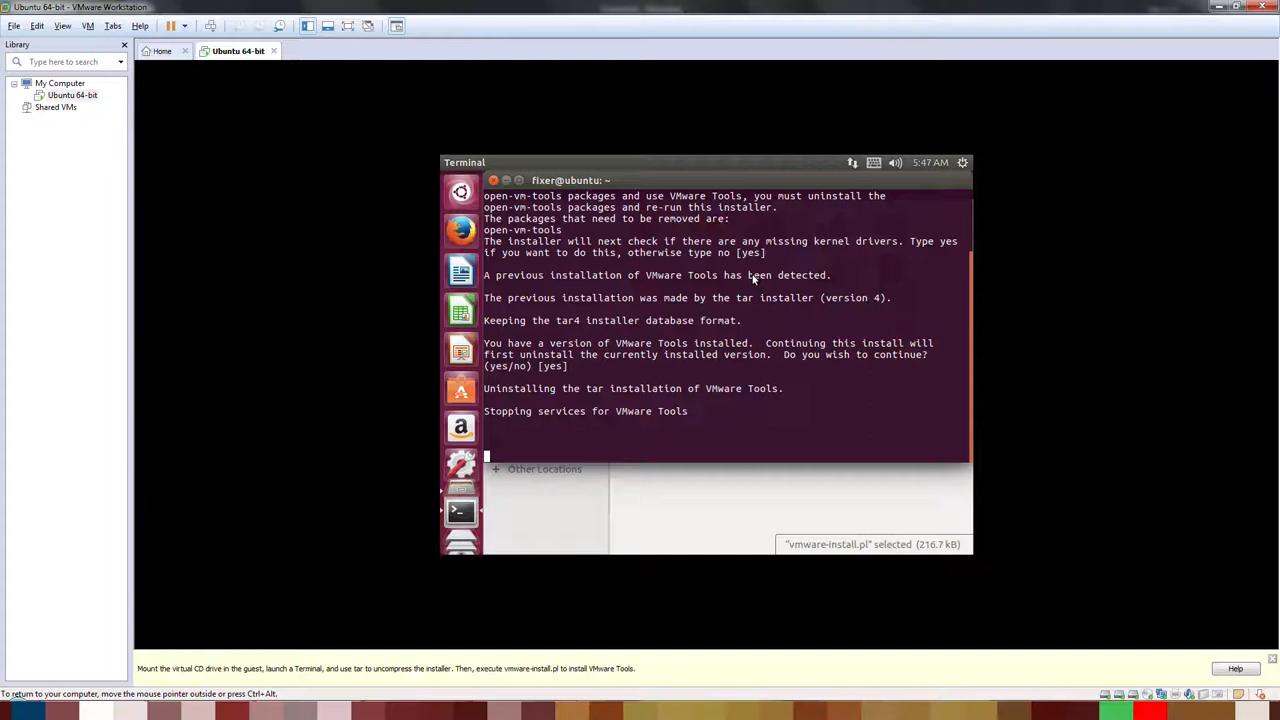 Ubuntu 64-bit - VMware Workstation
File Edit View VM Tabs Help
Library
Type here to search
Home
Ubuntu 64-bit
My Computer
Ubuntu 64-bit
Shared VMs
Terminal
5:47 AM
fixer@ubuntu: ~
open-vm-tools packages and use VMware Tools, you must uninstall the
open-vm-tools packages and re-run this installer.
The packages that need to be removed are:
open-vm-tools
The installer will next check if there are any missing kernel drivers. Type yes
if you want to do this, otherwise type no [yes]
A previous installation of VMware Tools has been detected.
The previous installation was made by the tar installer (version 4).
Keeping the tar4 installer database format.
You have a version of VMware Tools installed.  Continuing this install will
first uninstall the currently installed version.  Do you wish to continue?
(yes/no) [yes]
Uninstalling the tar installation of VMware Tools.
Stopping services for VMware Tools
+ Other Locations
"vmware-install.pl" selected (216.7 kB)
Mount the virtual CD drive in the guest, launch a Terminal, and use tar to uncompress the installer. Then, execute vmware-install.pl to install VMware Tools.
Help
To return to your computer, move the mouse pointer outside or press Ctrl+Alt.